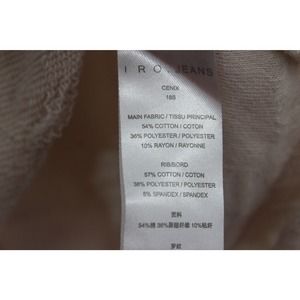 IRO.JEANS
CENIX
18S
MAIN FABRIC / TISSU PRINCIPAL
54% COTTON / COTON
36% POLYESTER / POLYESTER
10% RAYON / RAYONNE
RIB/BORD
57% COTTON / COTON
38% POLYESTER / POLYESTER
5% SPANDEX / SPANDEX
面料
54%棉 36%聚酯纤维 10%粘纤
罗纹